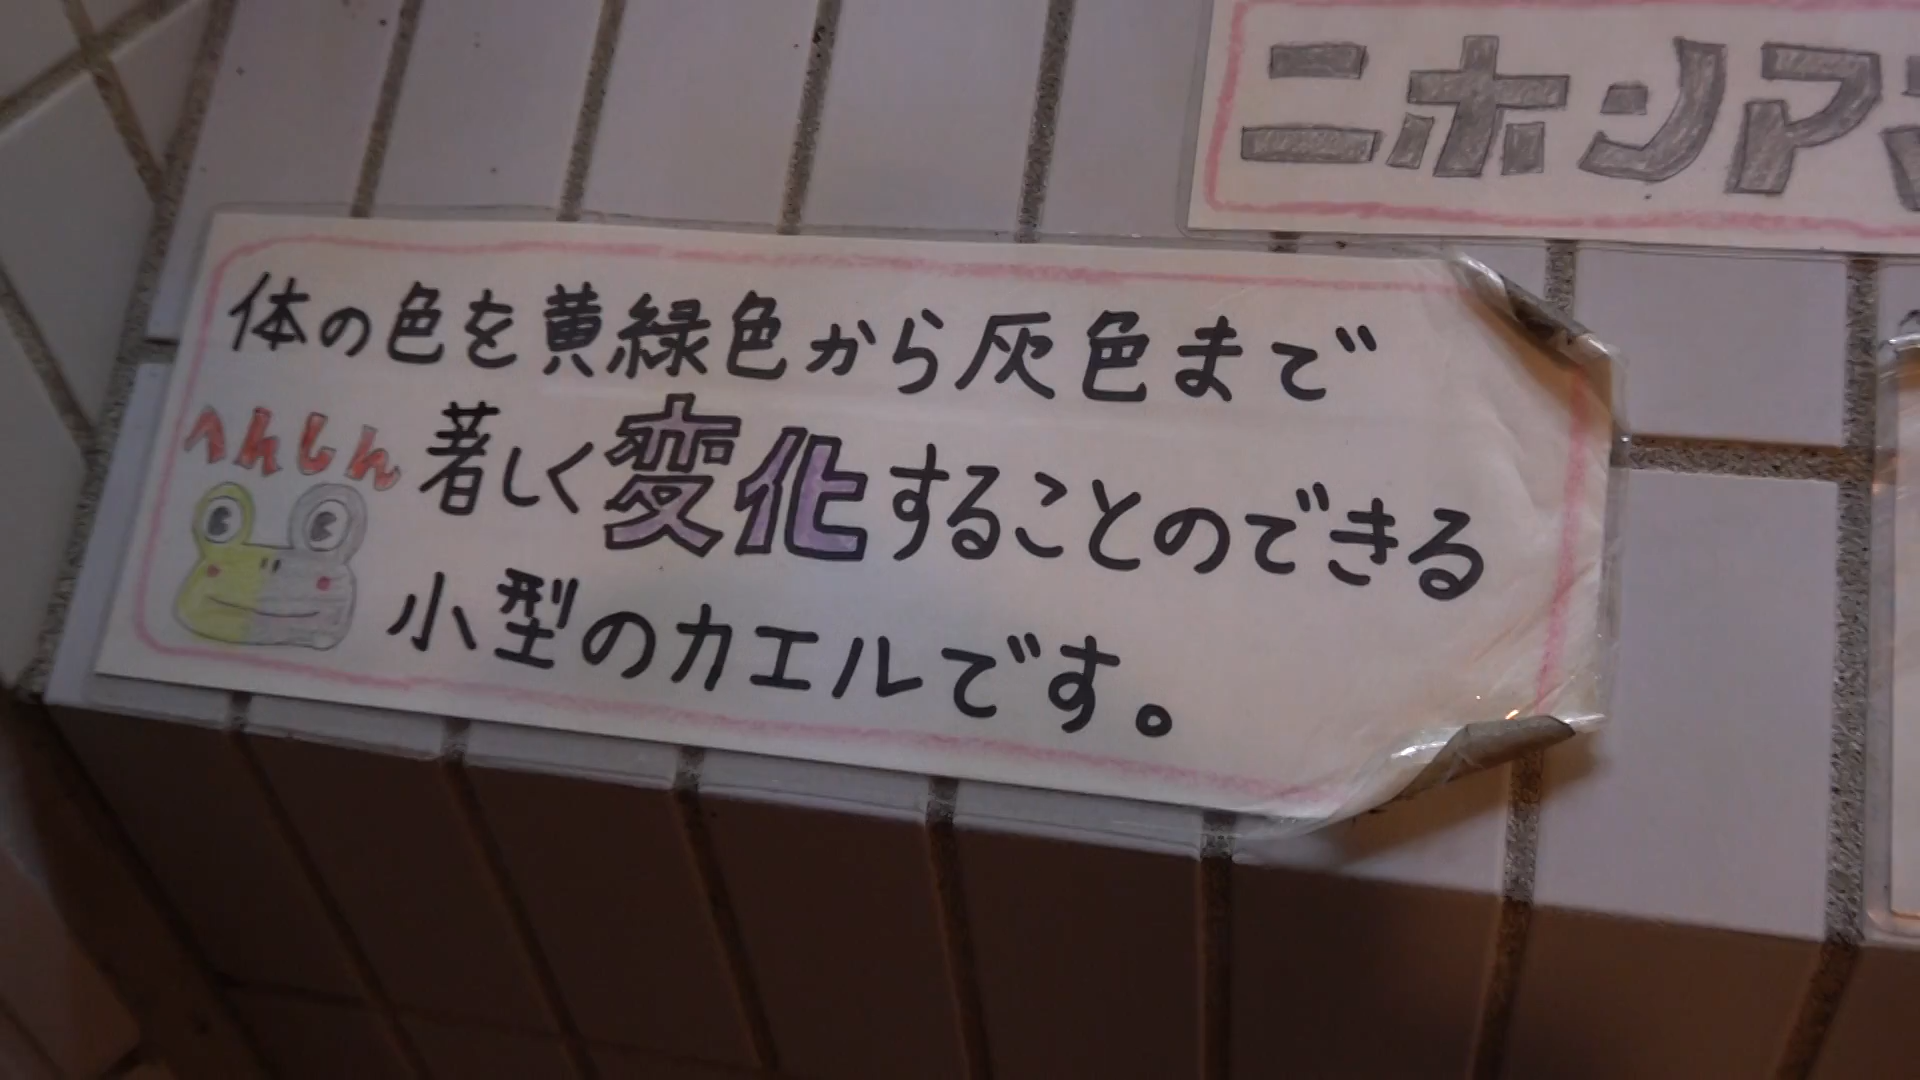 ニホンアマ
体の色を黄緑色から灰色まで
へんしん
著しく変化することのできる
小型のカエルです。